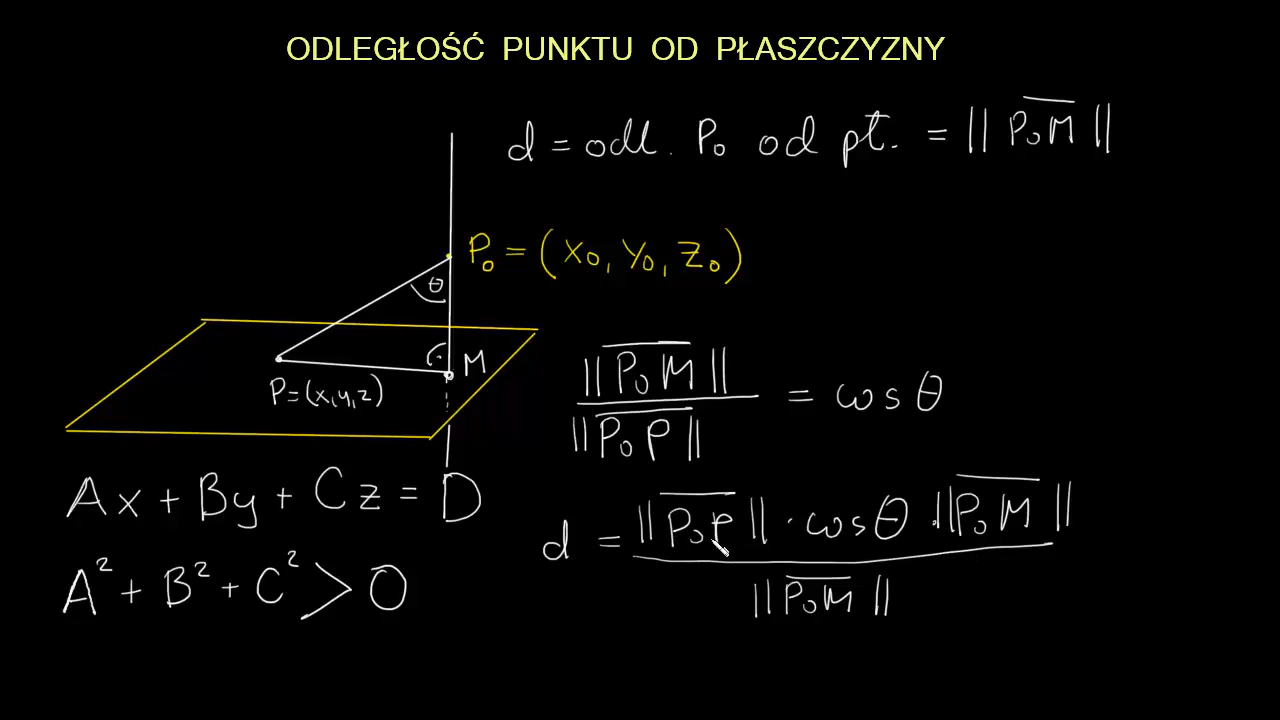 ODLEGŁOŚĆ PUNKTU OD PŁASZCZYZNY
d = odl. P₀ od pł. = || P₀M ||
P₀ = (x₀, y₀, z₀)
θ
M
P=(x,y,z)
|| P₀M ||
|| P₀P ||
= cos θ
Ax + By + Cz = D
A² + B² + C² > 0
d =
|| P₀P || · cos θ · || P₀M ||
|| P₀M ||